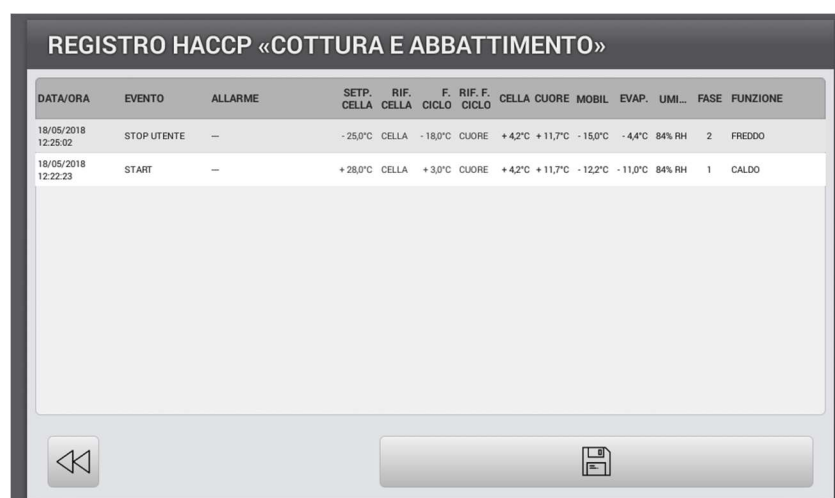 REGISTRO HACCP «COTTURA E ABBATTIMENTO»
DATA/ORA EVENTO ALLARME SETP. CELLA RIF. CELLA F. CICLO RIF. F. CICLO CELLA CUORE MOBIL EVAP. UMI... FASE FUNZIONE
18/05/2018 12:25:02 STOP UTENTE — - 25,0°C CELLA - 18,0°C CUORE + 4,2°C + 11,7°C - 15,0°C - 4,4°C 84% RH 2 FREDDO
18/05/2018 12:22:23 START — + 28,0°C CELLA + 3,0°C CUORE + 4,2°C + 11,7°C - 12,2°C - 11,0°C 84% RH 1 CALDO